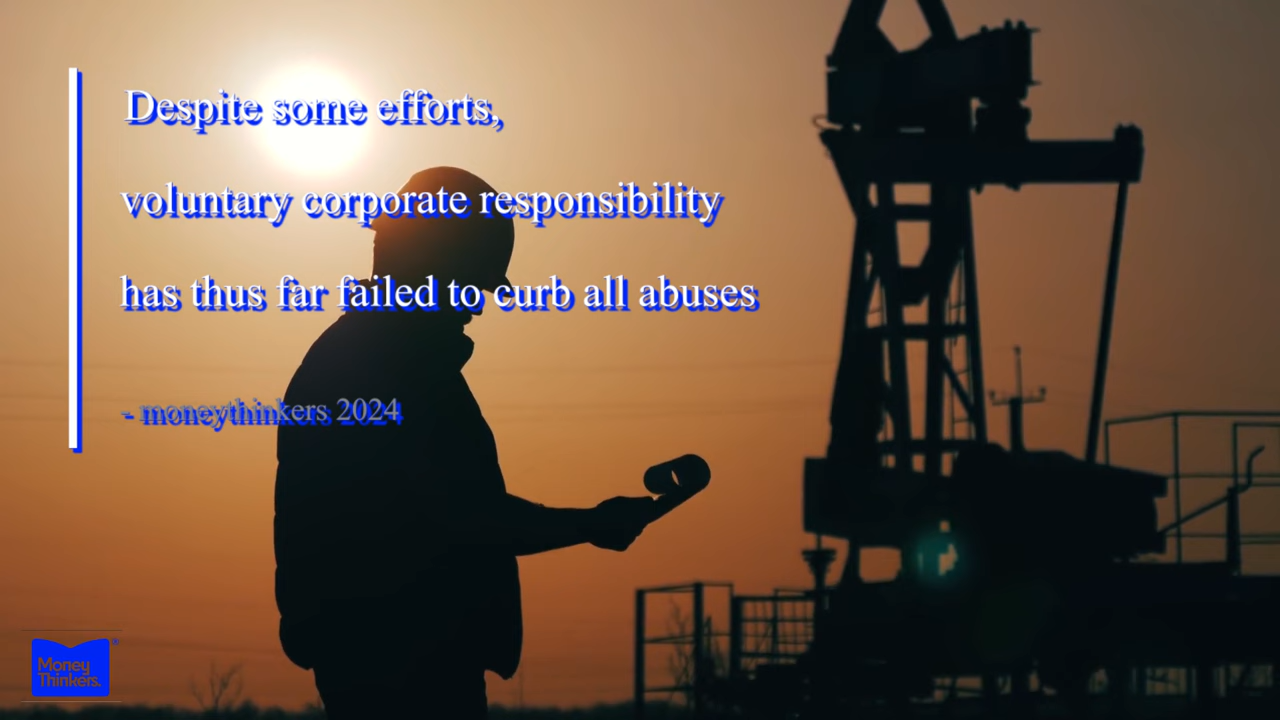 Despite some efforts,
voluntary corporate responsibility
has thus far failed to curb all abuses
- moneythinkers 2024
Money
Thinkers.
®